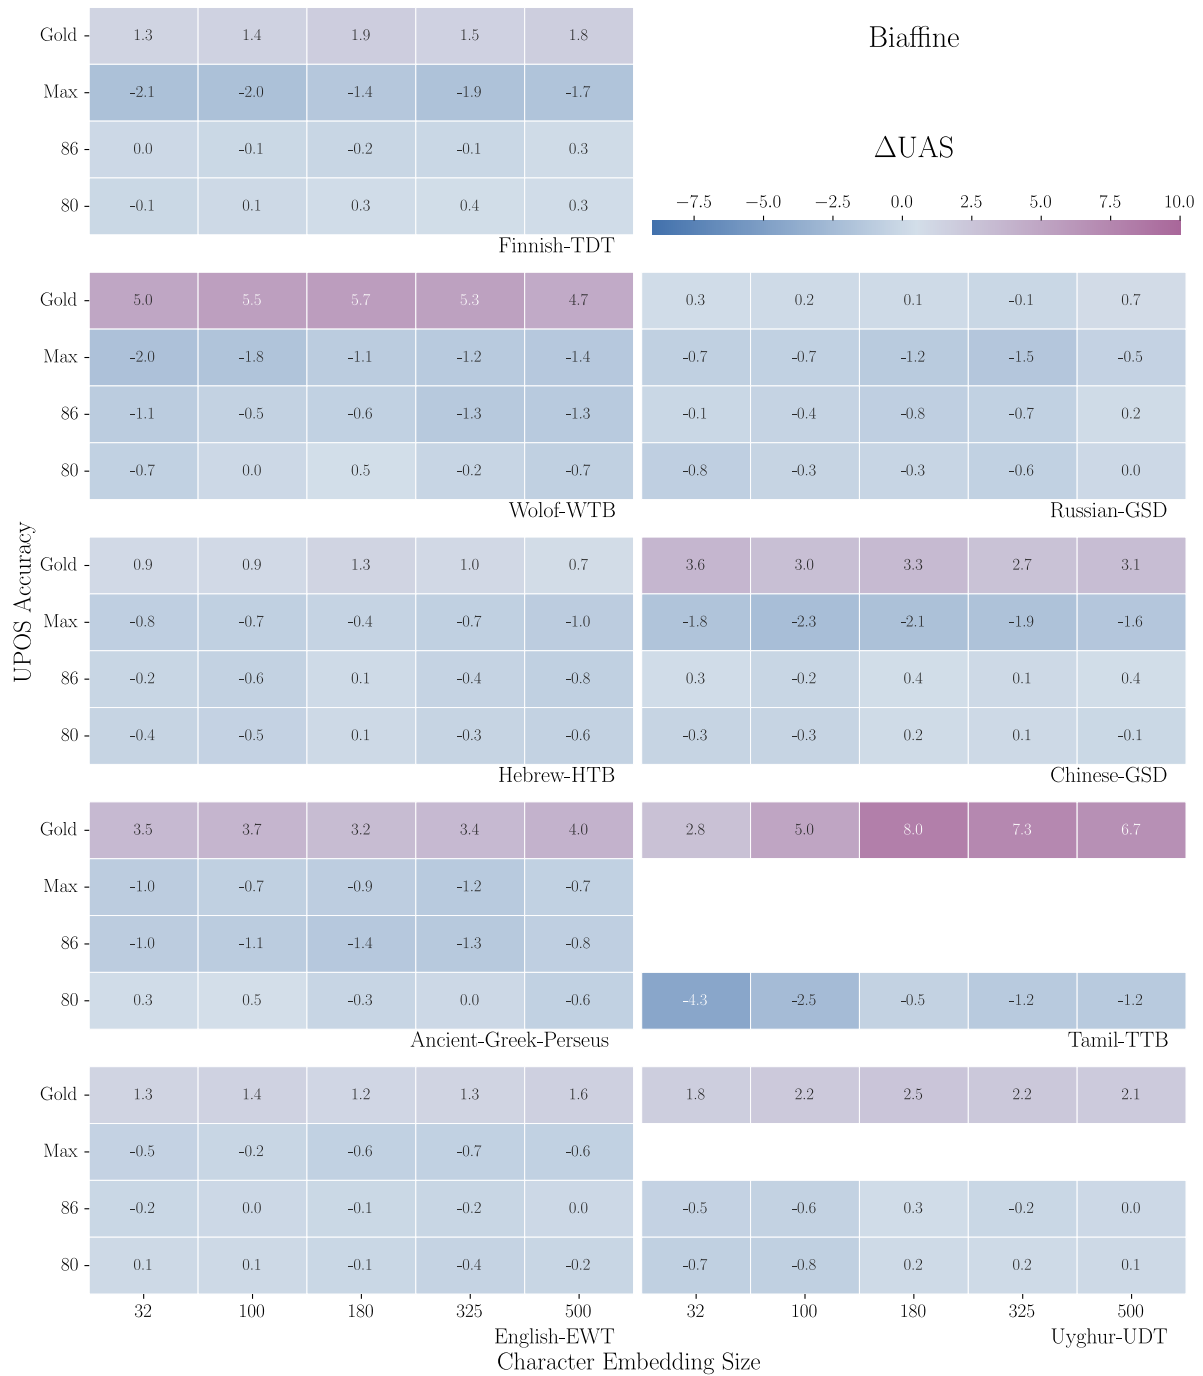 Biaffine
ΔUAS
−7.5 −5.0 −2.5 0.0 2.5 5.0 7.5 10.0
UPOS Accuracy
Gold 1.3 1.4 1.9 1.5 1.8
Max -2.1 -2.0 -1.4 -1.9 -1.7
86 0.0 -0.1 -0.2 -0.1 0.3
80 -0.1 0.1 0.3 0.4 0.3
Finnish-TDT
Gold 5.0 5.5 5.7 5.3 4.7
Max -2.0 -1.8 -1.1 -1.2 -1.4
86 -1.1 -0.5 -0.6 -1.3 -1.3
80 -0.7 0.0 0.5 -0.2 -0.7
Wolof-WTB
0.3 0.2 0.1 -0.1 0.7
-0.7 -0.7 -1.2 -1.5 -0.5
-0.1 -0.4 -0.8 -0.7 0.2
-0.8 -0.3 -0.3 -0.6 0.0
Russian-GSD
Gold 0.9 0.9 1.3 1.0 0.7
Max -0.8 -0.7 -0.4 -0.7 -1.0
86 -0.2 -0.6 0.1 -0.4 -0.8
80 -0.4 -0.5 0.1 -0.3 -0.6
Hebrew-HTB
3.6 3.0 3.3 2.7 3.1
-1.8 -2.3 -2.1 -1.9 -1.6
0.3 -0.2 0.4 0.1 0.4
-0.3 -0.3 0.2 0.1 -0.1
Chinese-GSD
Gold 3.5 3.7 3.2 3.4 4.0
Max -1.0 -0.7 -0.9 -1.2 -0.7
86 -1.0 -1.1 -1.4 -1.3 -0.8
80 0.3 0.5 -0.3 0.0 -0.6
Ancient-Greek-Perseus
2.8 5.0 8.0 7.3 6.7
-4.3 -2.5 -0.5 -1.2 -1.2
Tamil-TTB
Gold 1.3 1.4 1.2 1.3 1.6
Max -0.5 -0.2 -0.6 -0.7 -0.6
86 -0.2 0.0 -0.1 -0.2 0.0
80 0.1 0.1 -0.1 -0.4 -0.2
32 100 180 325 500
English-EWT
1.8 2.2 2.5 2.2 2.1
-0.5 -0.6 0.3 -0.2 0.0
-0.7 -0.8 0.2 0.2 0.1
32 100 180 325 500
Uyghur-UDT
Character Embedding Size